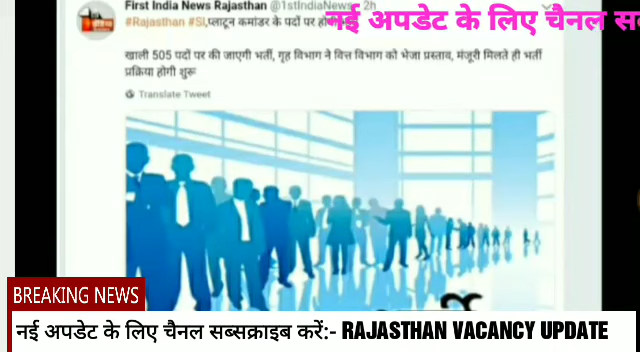 First India News Rajasthan @1stIndiaNews 2h
नई अपडेट के लिए चैनल
#Rajasthan #SI,प्लाटून कमांडर के पदों पर
खाली 505 पदों पर की जाएगी भर्ती, गृह विभाग ने वित्त विभाग को भेजा प्रस्ताव, मंजूरी मिलते ही भर्ती
प्रक्रिया होगी शुरू
Translate Tweet
BREAKING NEWS
नई अपडेट के लिए चैनल सब्सक्राइब करें:- RAJASTHAN VACANCY UPDATE